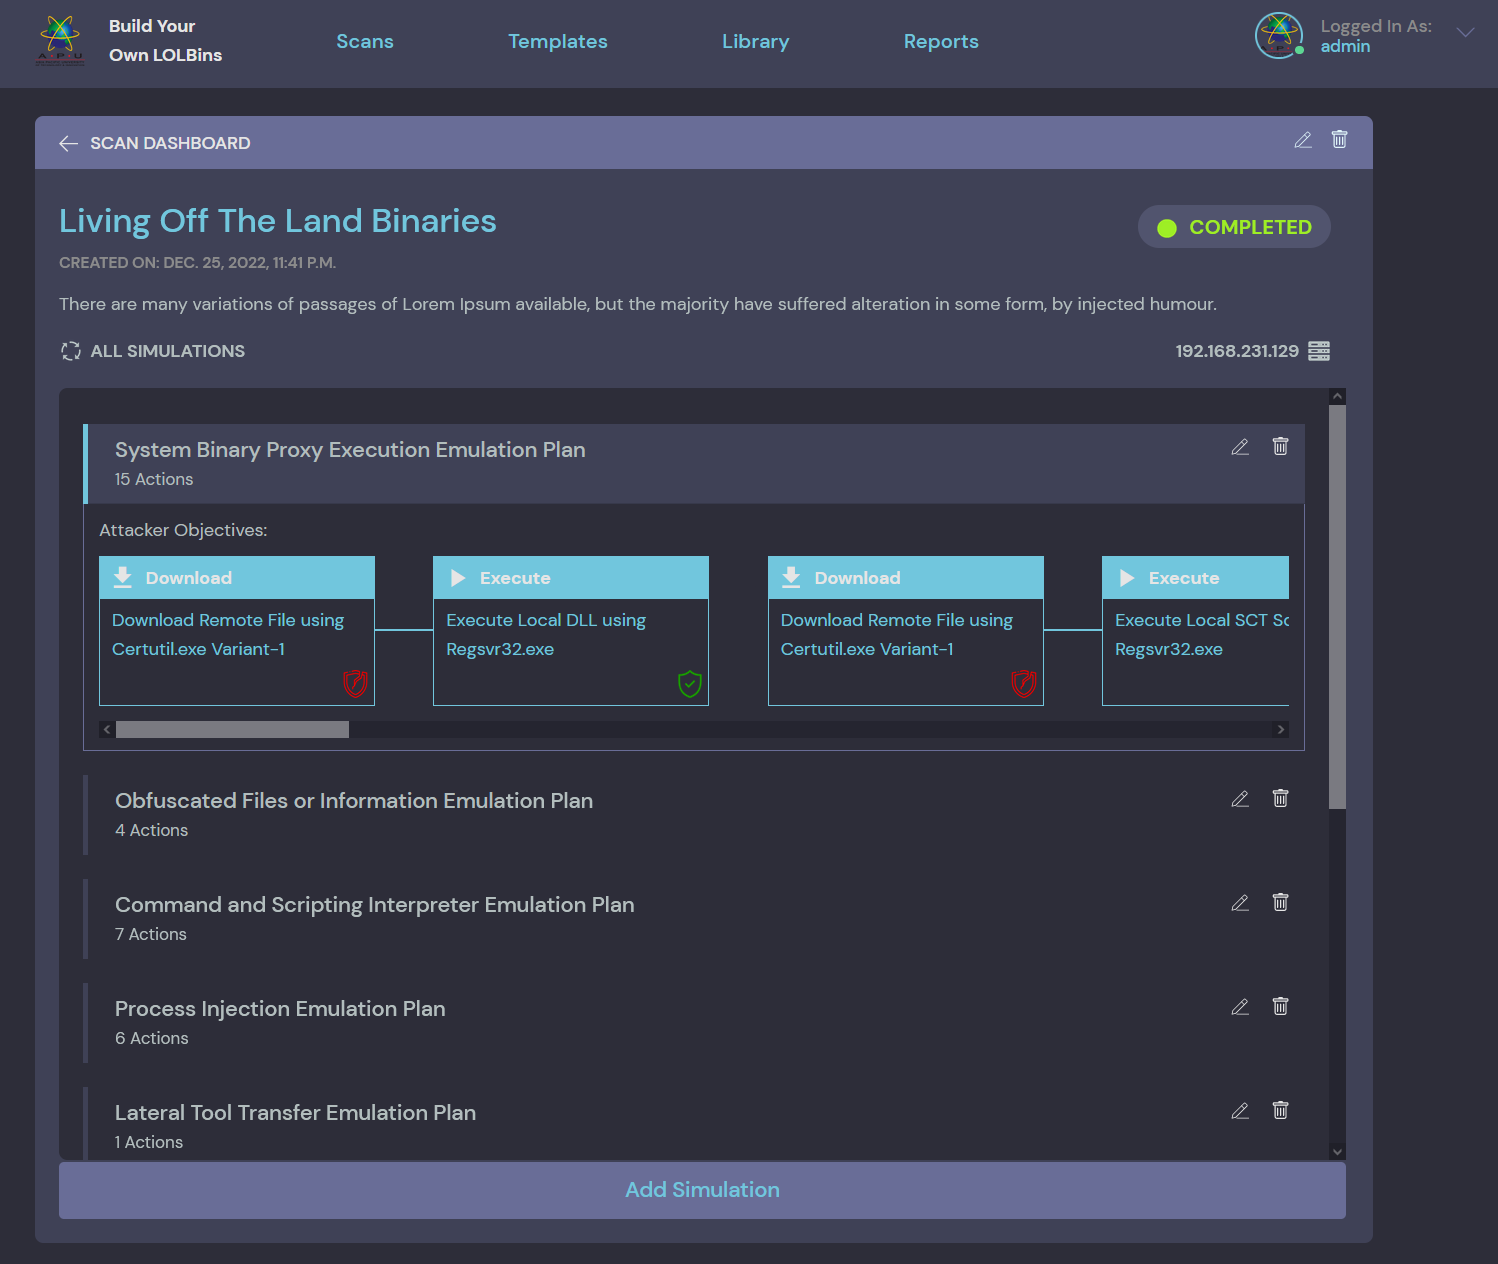 Build Your
Own LOLBins
Scans
Templates
Library
Reports
Logged In As:
admin
A · P · U
SCAN DASHBOARD
Living Off The Land Binaries
COMPLETED
CREATED ON: DEC. 25, 2022, 11:41 P.M.
There are many variations of passages of Lorem Ipsum available, but the majority have suffered alteration in some form, by injected humour.
ALL SIMULATIONS
192.168.231.129
System Binary Proxy Execution Emulation Plan
15 Actions
Attacker Objectives:
Download
Download Remote File using
Certutil.exe Variant-1
Execute
Execute Local DLL using
Regsvr32.exe
Download
Download Remote File using
Certutil.exe Variant-1
Execute
Execute Local SCT Sc
Regsvr32.exe
Obfuscated Files or Information Emulation Plan
4 Actions
Command and Scripting Interpreter Emulation Plan
7 Actions
Process Injection Emulation Plan
6 Actions
Lateral Tool Transfer Emulation Plan
1 Actions
Add Simulation